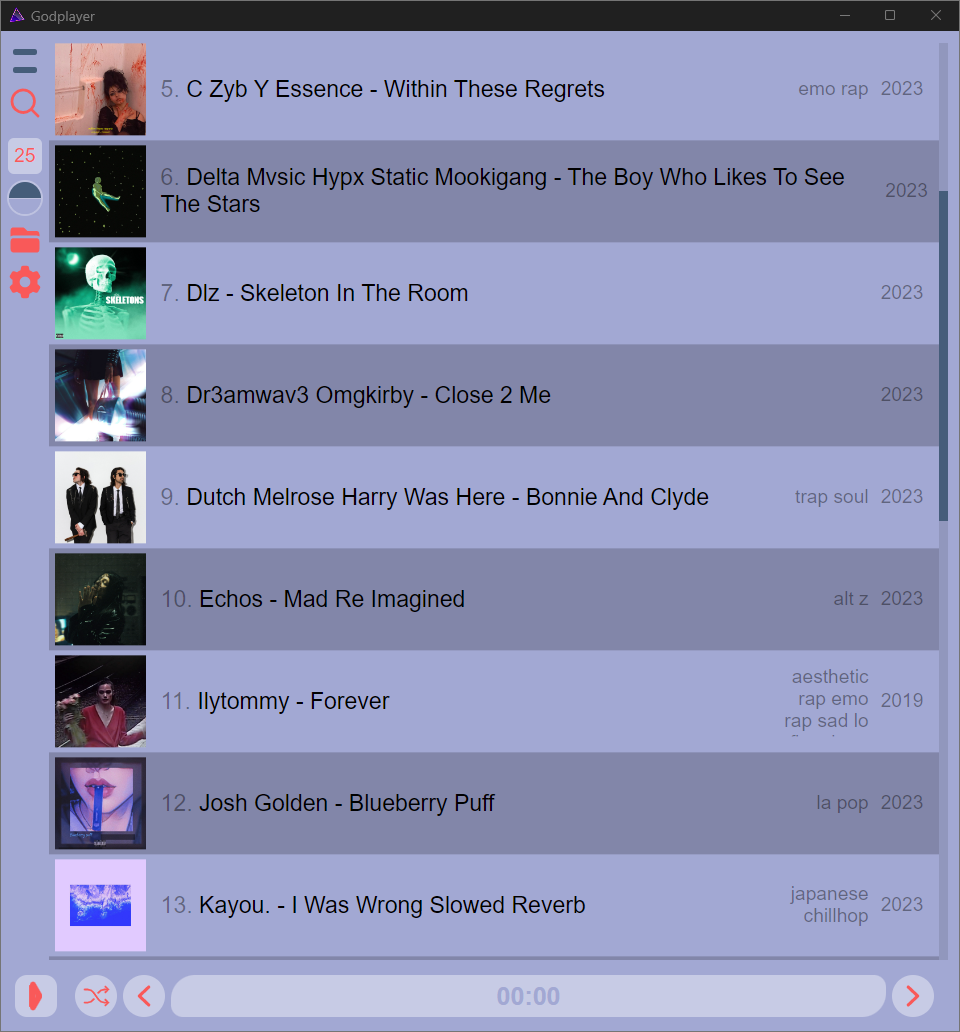 Godplayer
5. C Zyb Y Essence - Within These Regrets
emo rap
2023
25
6. Delta Mvsic Hypx Static Mookigang - The Boy Who Likes To See
The Stars
2023
7. Dlz - Skeleton In The Room
2023
SKELETONS
8. Dr3amwav3 Omgkirby - Close 2 Me
2023
9. Dutch Melrose Harry Was Here - Bonnie And Clyde
trap soul
2023
10. Echos - Mad Re Imagined
alt z
2023
11. Ilytommy - Forever
aesthetic
rap emo
rap sad lo
2019
12. Josh Golden - Blueberry Puff
la pop
2023
13. Kayou. - I Was Wrong Slowed Reverb
japanese
chillhop
2023
00:00